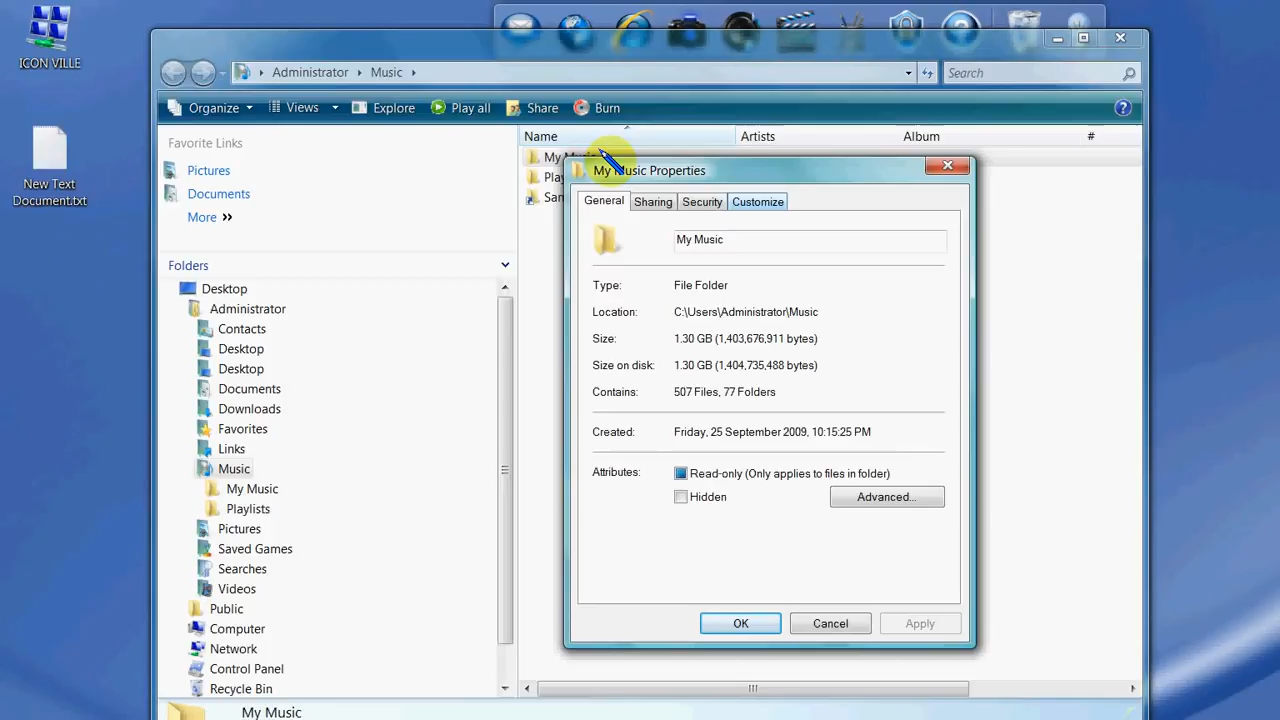 ICON VILLE
New Text
Document.txt
Administrator
Music
Search
Organize
Views
Explore
Play all
Share
Burn
Favorite Links
Pictures
Documents
More
Folders
Desktop
Administrator
Contacts
Desktop
Desktop
Documents
Downloads
Favorites
Links
Music
My Music
Playlists
Pictures
Saved Games
Searches
Videos
Public
Computer
Network
Control Panel
Recycle Bin
Name
Artists
Album
#
My Music Properties
General
Sharing
Security
Customize
My Music
Type: File Folder
Location: C:\Users\Administrator\Music
Size: 1.30 GB (1,403,676,911 bytes)
Size on disk: 1.30 GB (1,404,735,488 bytes)
Contains: 507 Files, 77 Folders
Created: Friday, 25 September 2009, 10:15:25 PM
Attributes: Read-only (Only applies to files in folder)
Hidden
Advanced...
OK
Cancel
Apply
My Music